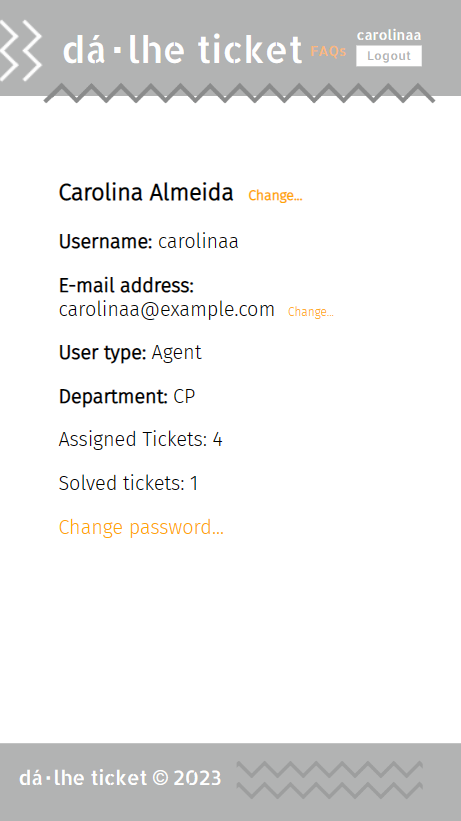 dá·lhe ticket
FAQs
carolinaa
Logout
Carolina Almeida Change...
Username: carolinaa
E-mail address:
carolinaa@example.com Change...
User type: Agent
Department: CP
Assigned Tickets: 4
Solved tickets: 1
Change password...
dá·lhe ticket © 2023